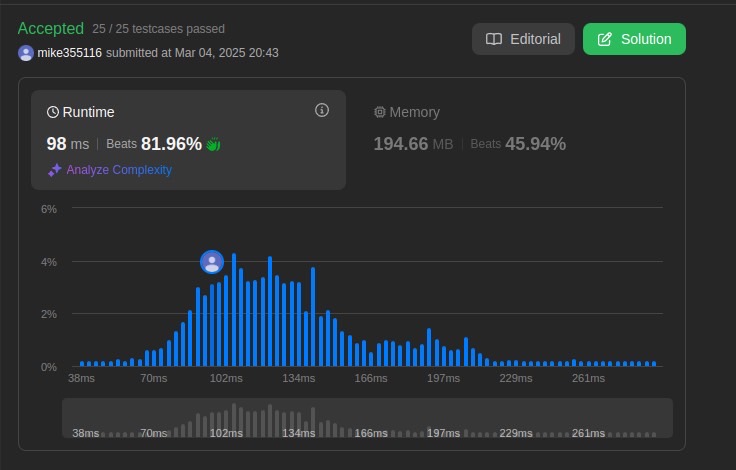 Accepted 25 / 25 testcases passed
mike355116 submitted at Mar 04, 2025 20:43
Editorial
Solution
Runtime
98 ms | Beats 81.96%
Analyze Complexity
Memory
194.66 MB | Beats 45.94%
6%
4%
2%
0%
38ms 70ms 102ms 134ms 166ms 197ms 229ms 261ms
38ms 70ms 102ms 134ms 166ms 197ms 229ms 261ms